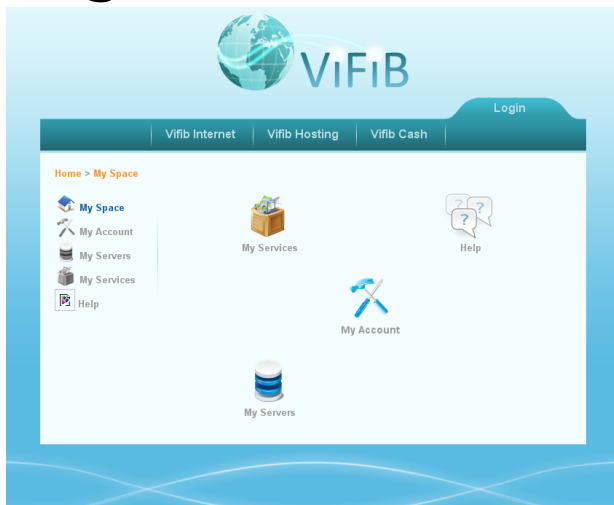 ViFiB
Login
Vifib Internet
Vifib Hosting
Vifib Cash
Home > My Space
My Space
My Account
My Servers
My Services
Help
My Services
Help
My Account
My Servers